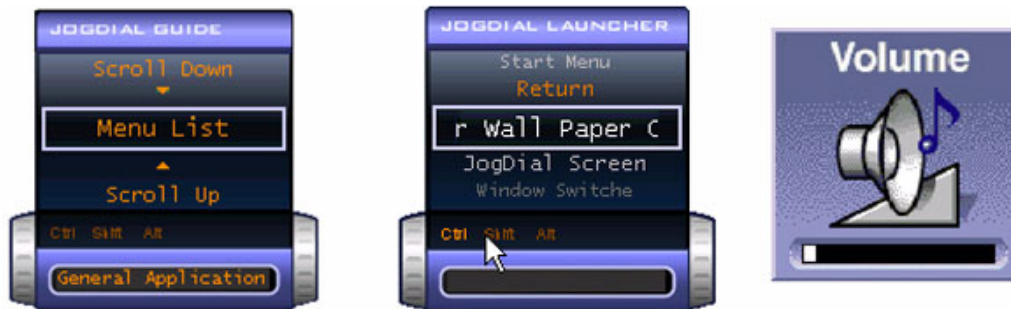 JOGDIAL GUIDE
Scroll Down
Menu List
Scroll Up
Ctrl Shift Alt
General Application
JOGDIAL LAUNCHER
Start Menu
Return
r Wall Paper C
JogDial Screen
Window Switche
Ctrl Shift Alt
Volume